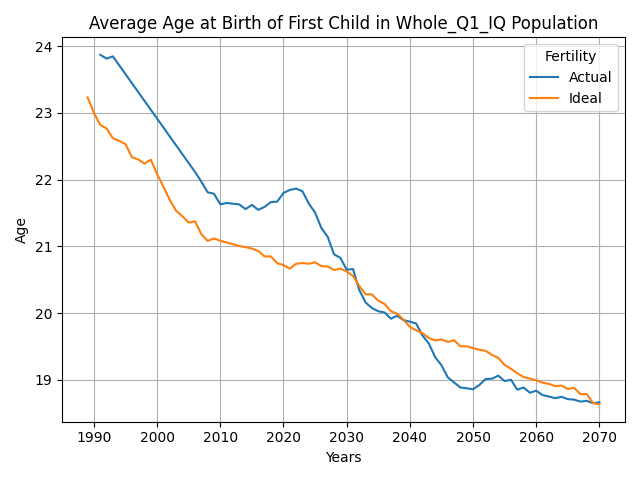 Average Age at Birth of First Child in Whole_Q1_IQ Population
Fertility
Actual
Ideal
Age
24
23
22
21
20
19
1990 2000 2010 2020 2030 2040 2050 2060 2070
Years